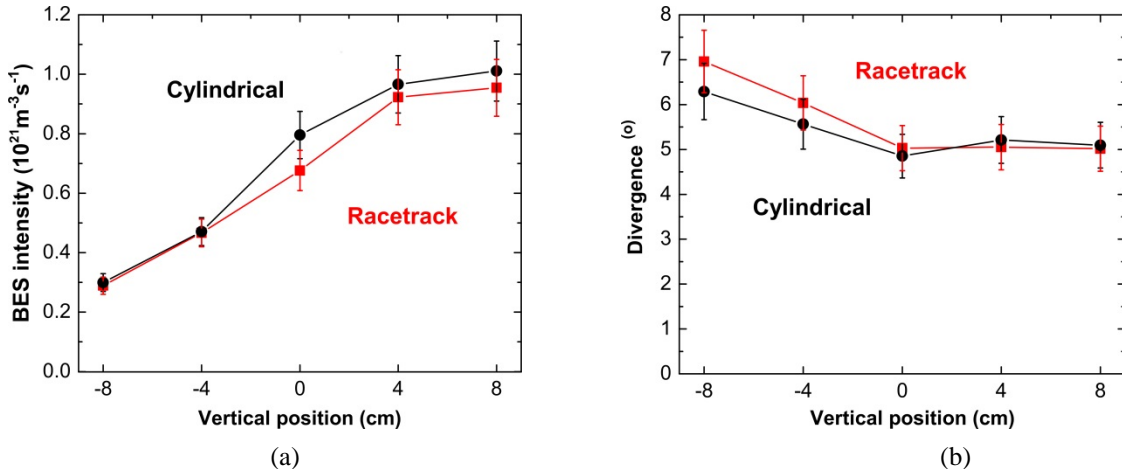 1.2
1.0
0.8
0.6
0.4
0.2
0.0
BES intensity (10²¹m⁻³s⁻¹)
Cylindrical
Racetrack
-8 -4 0 4 8
Vertical position (cm)
(a)
8
7
6
5
4
3
2
1
0
Divergence (o)
Racetrack
Cylindrical
-8 -4 0 4 8
Vertical position (cm)
(b)